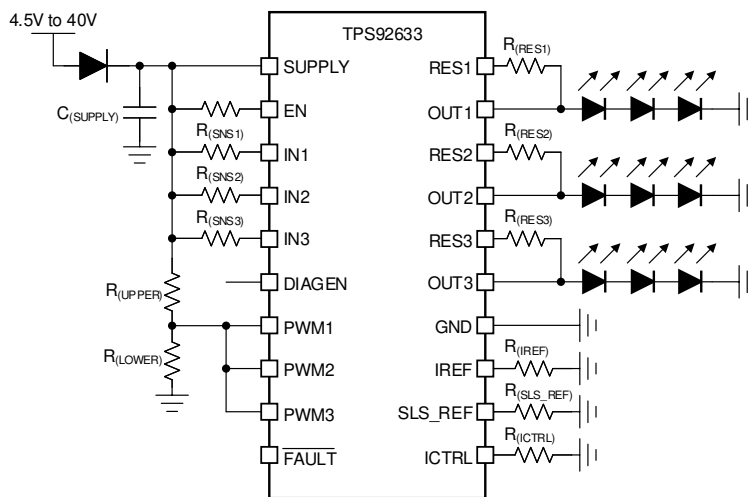 4.5V to 40V
TPS92633
C(SUPPLY)
SUPPLY
EN
R(SNS1)
IN1
R(SNS2)
IN2
R(SNS3)
IN3
DIAGEN
R(UPPER)
PWM1
R(LOWER)
PWM2
PWM3
FAULT
R(RES1)
RES1
OUT1
R(RES2)
RES2
OUT2
R(RES3)
RES3
OUT3
GND
R(IREF)
IREF
R(SLS_REF)
SLS_REF
R(ICTRL)
ICTRL